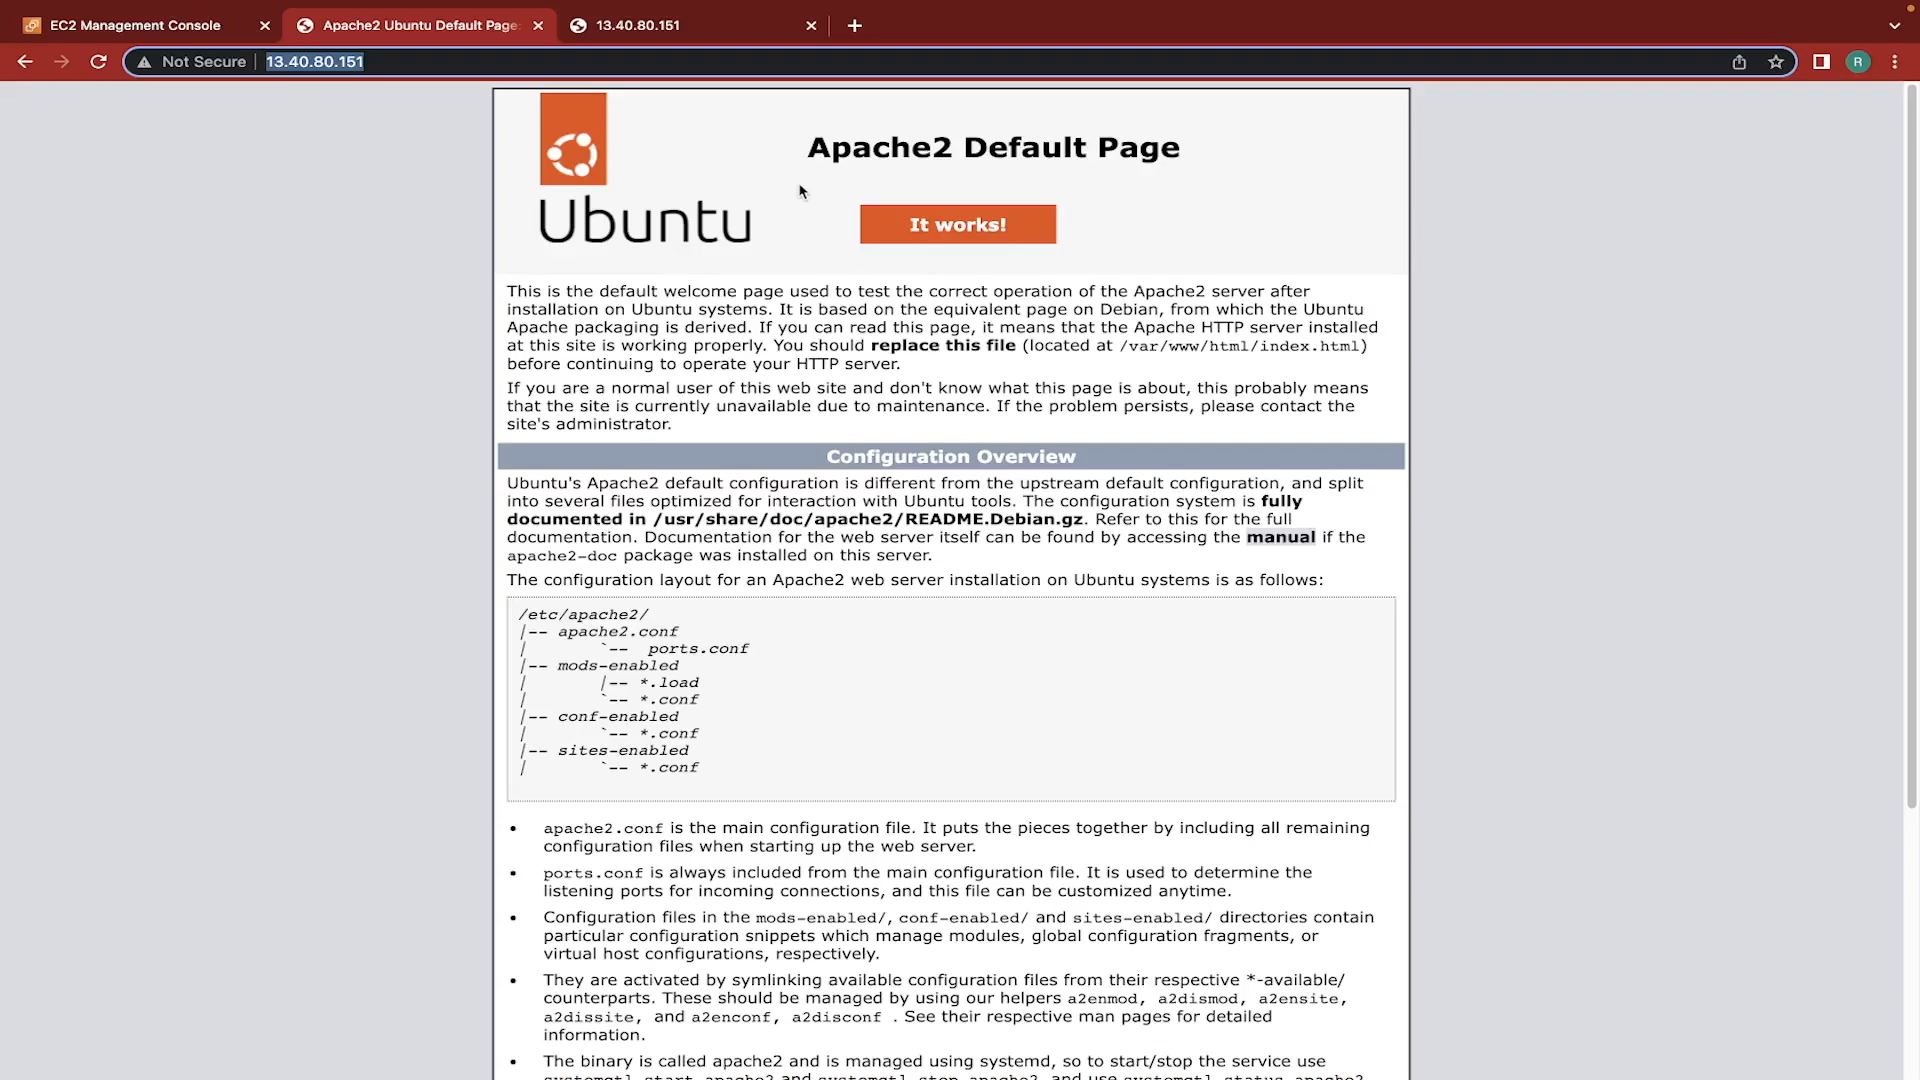 EC2 Management Console
Apache2 Ubuntu Default Page:
13.40.80.151
Not Secure
13.40.80.151
R
Apache2 Default Page
Ubuntu
It works!
This is the default welcome page used to test the correct operation of the Apache2 server after
installation on Ubuntu systems. It is based on the equivalent page on Debian, from which the Ubuntu
Apache packaging is derived. If you can read this page, it means that the Apache HTTP server installed
at this site is working properly. You should replace this file (located at /var/www/html/index.html)
before continuing to operate your HTTP server.
If you are a normal user of this web site and don't know what this page is about, this probably means
that the site is currently unavailable due to maintenance. If the problem persists, please contact the
site's administrator.
Configuration Overview
Ubuntu's Apache2 default configuration is different from the upstream default configuration, and split
into several files optimized for interaction with Ubuntu tools. The configuration system is fully
documented in /usr/share/doc/apache2/README.Debian.gz. Refer to this for the full
documentation. Documentation for the web server itself can be found by accessing the manual if the
apache2-doc package was installed on this server.
The configuration layout for an Apache2 web server installation on Ubuntu systems is as follows:
/etc/apache2/
|-- apache2.conf
|       `--  ports.conf
|-- mods-enabled
|       |-- *.load
|       `-- *.conf
|-- conf-enabled
|       `-- *.conf
|-- sites-enabled
|       `-- *.conf
• apache2.conf is the main configuration file. It puts the pieces together by including all remaining
configuration files when starting up the web server.
• ports.conf is always included from the main configuration file. It is used to determine the
listening ports for incoming connections, and this file can be customized anytime.
• Configuration files in the mods-enabled/, conf-enabled/ and sites-enabled/ directories contain
particular configuration snippets which manage modules, global configuration fragments, or
virtual host configurations, respectively.
• They are activated by symlinking available configuration files from their respective *-available/
counterparts. These should be managed by using our helpers a2enmod, a2dismod, a2ensite,
a2dissite, and a2enconf, a2disconf . See their respective man pages for detailed
information.
• The binary is called apache2 and is managed using systemd, so to start/stop the service use
systemctl start apache2 and systemctl stop apache2, and use systemctl status apache2